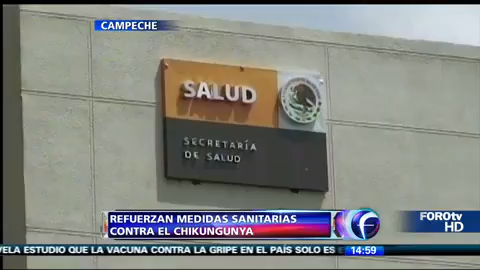 CAMPECHE
SALUD
SECRETARÍA
DE SALUD
REFUERZAN MEDIDAS SANITARIAS
CONTRA EL CHIKUNGUNYA
FOROtv
HD
VELA ESTUDIO QUE LA VACUNA CONTRA LA GRIPE EN EL PAÍS SOLO ES
14:59